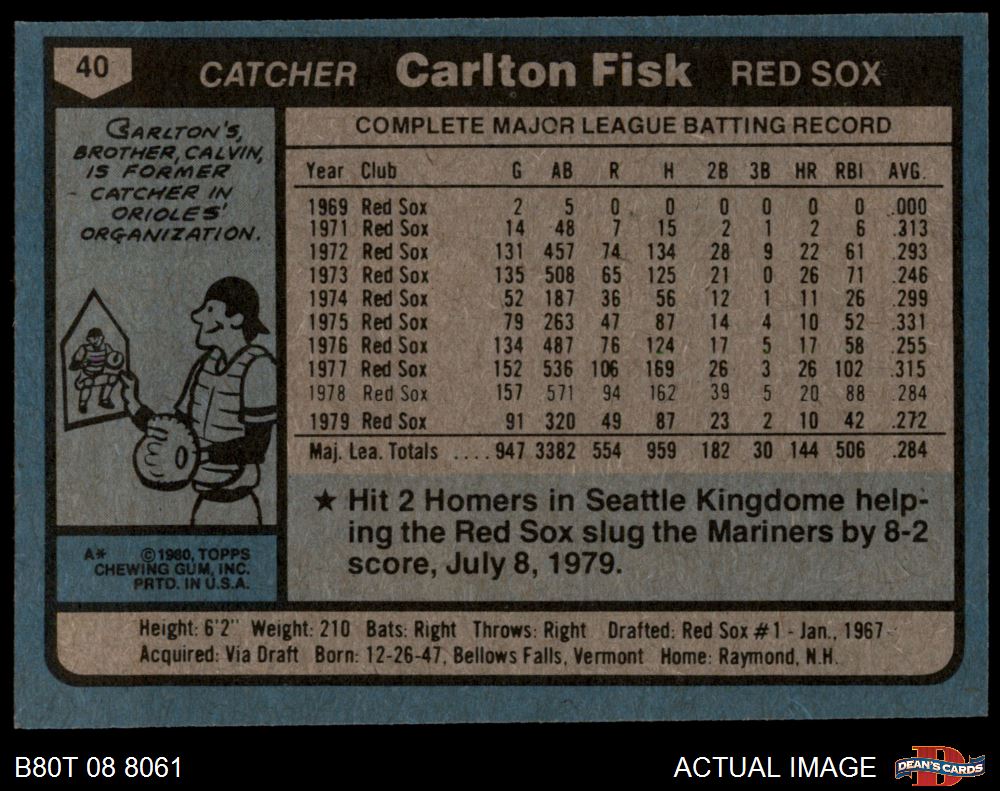 40
CATCHER Carlton Fisk RED SOX
CARLTON'S,
BROTHER, CALVIN,
IS FORMER
CATCHER IN
ORIOLES'
ORGANIZATION.
COMPLETE MAJOR LEAGUE BATTING RECORD
Year Club G AB R H 2B 3B HR RBI AVG.
1969 Red Sox 2 5 0 0 0 0 0 0 .000
1971 Red Sox 14 48 7 15 2 1 2 6 .313
1972 Red Sox 131 457 74 134 28 9 22 61 .293
1973 Red Sox 135 508 65 125 21 0 26 71 .246
1974 Red Sox 52 187 36 56 12 1 11 26 .299
1975 Red Sox 79 263 47 87 14 4 10 52 .331
1976 Red Sox 134 487 76 124 17 5 17 58 .255
1977 Red Sox 152 536 106 169 26 3 26 102 .315
1978 Red Sox 157 571 94 162 39 5 20 88 .284
1979 Red Sox 91 320 49 87 23 2 10 42 .272
Maj. Lea. Totals ....947 3382 554 959 182 30 144 506 .284
★ Hit 2 Homers in Seattle Kingdome help-
ing the Red Sox slug the Mariners by 8-2
score, July 8, 1979.
A* ©1980, TOPPS
CHEWING GUM, INC.
PRTD. IN U.S.A.
Height: 6'2" Weight: 210 Bats: Right Throws: Right Drafted: Red Sox #1 - Jan., 1967
Acquired: Via Draft Born: 12-26-47, Bellows Falls, Vermont Home: Raymond, N.H.
B80T 08 8061
ACTUAL IMAGE
DEAN'S CARDS